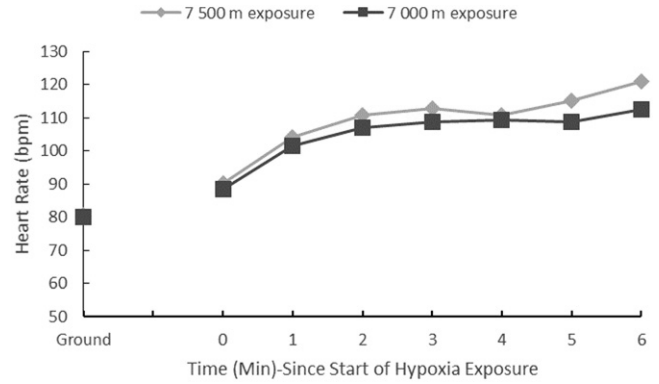 7 500 m exposure 7 000 m exposure
130
120
110
100
90
80
70
60
50
Heart Rate (bpm)
Ground 0 1 2 3 4 5 6
Time (Min)-Since Start of Hypoxia Exposure